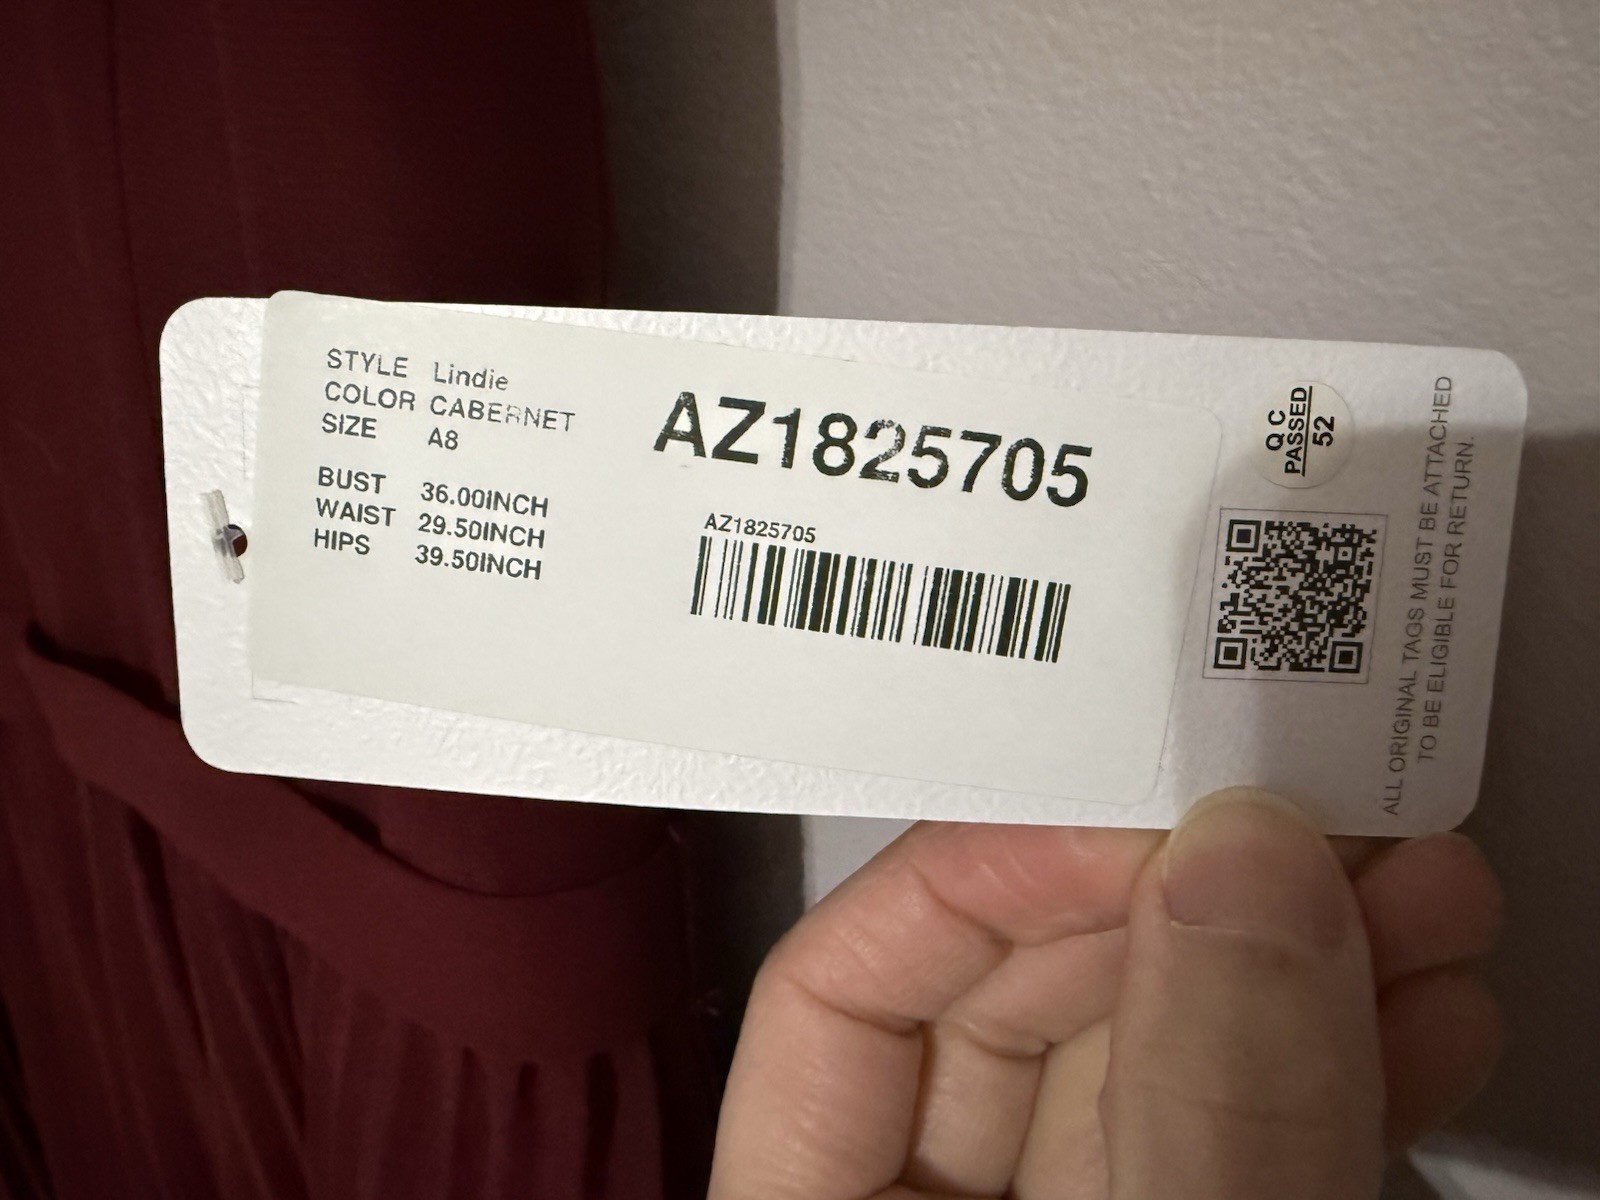 STYLE Lindie
COLOR CABERNET
SIZE A8
BUST 36.00INCH
WAIST 29.50INCH
HIPS 39.50INCH
AZ1825705
AZ1825705
Q C
PASSED
52
ALL ORIGINAL TAGS MUST BE ATTACHED
TO BE ELIGIBLE FOR RETURN.